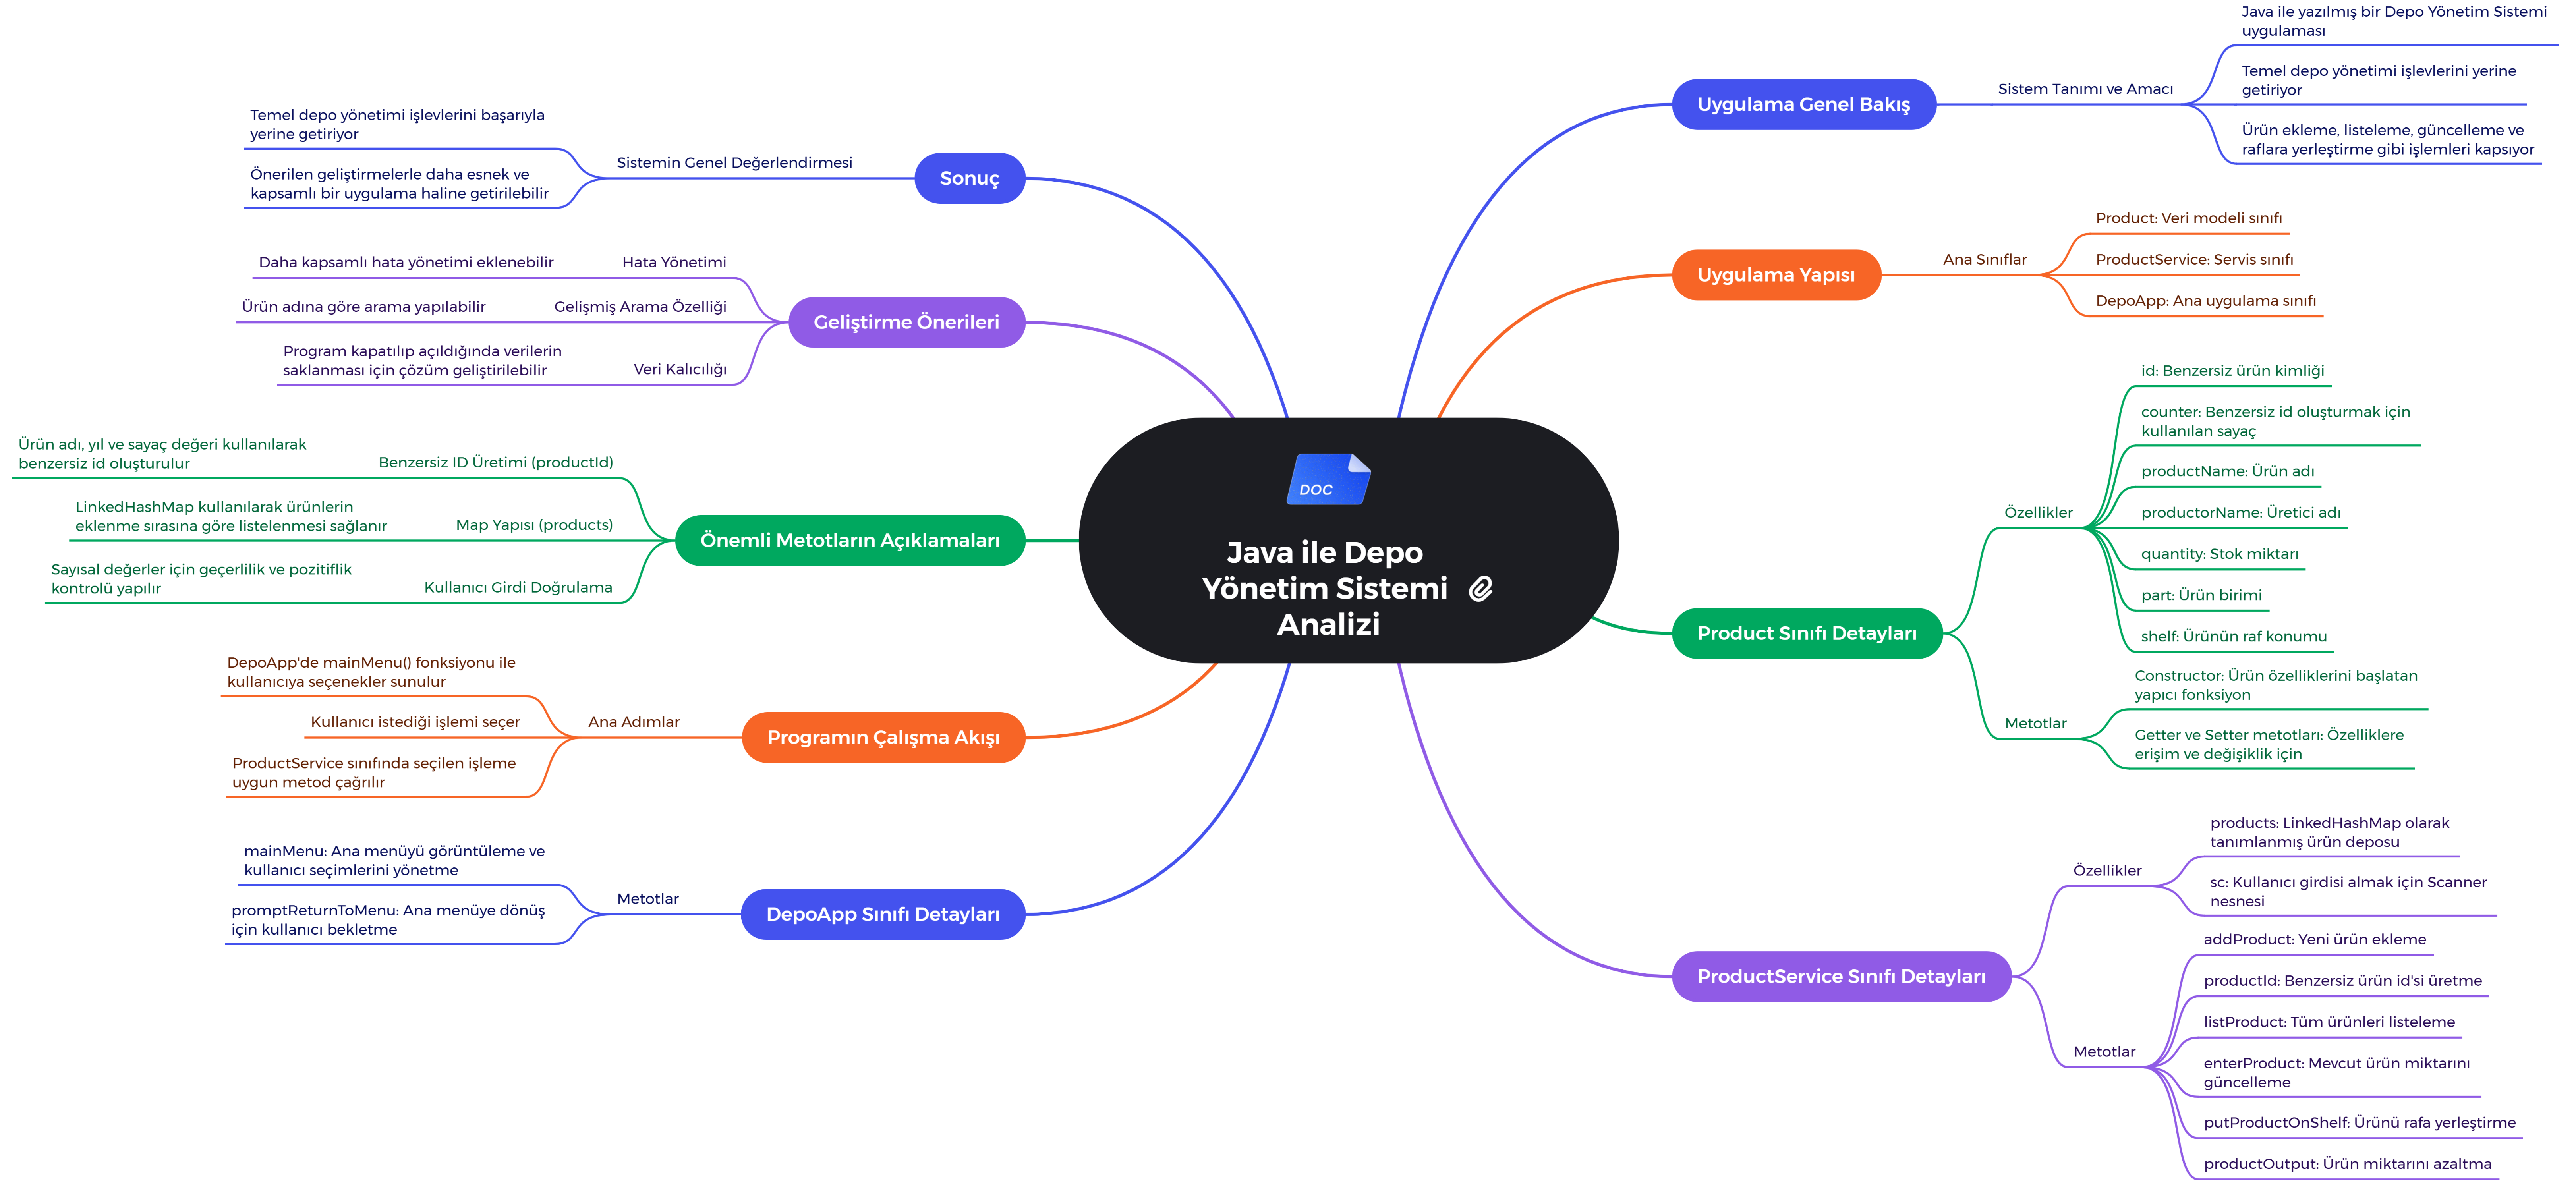 DOC
Java ile Depo
Yönetim Sistemi
Analizi
Uygulama Genel Bakış
Sistem Tanımı ve Amacı
Java ile yazılmış bir Depo Yönetim Sistemi
uygulaması
Temel depo yönetimi işlevlerini yerine
getiriyor
Ürün ekleme, listeleme, güncelleme ve
raflara yerleştirme gibi işlemleri kapsıyor
Uygulama Yapısı
Ana Sınıflar
Product: Veri modeli sınıfı
ProductService: Servis sınıfı
DepoApp: Ana uygulama sınıfı
Product Sınıfı Detayları
Özellikler
id: Benzersiz ürün kimliği
counter: Benzersiz id oluşturmak için
kullanılan sayaç
productName: Ürün adı
productorName: Üretici adı
quantity: Stok miktarı
part: Ürün birimi
shelf: Ürünün raf konumu
Metotlar
Constructor: Ürün özelliklerini başlatan
yapıcı fonksiyon
Getter ve Setter metotları: Özelliklere
erişim ve değişiklik için
ProductService Sınıfı Detayları
Özellikler
products: LinkedHashMap olarak
tanımlanmış ürün deposu
sc: Kullanıcı girdisi almak için Scanner
nesnesi
Metotlar
addProduct: Yeni ürün ekleme
productId: Benzersiz ürün id'si üretme
listProduct: Tüm ürünleri listeleme
enterProduct: Mevcut ürün miktarını
güncelleme
putProductOnShelf: Ürünü rafa yerleştirme
productOutput: Ürün miktarını azaltma
DepoApp Sınıfı Detayları
Metotlar
mainMenu: Ana menüyü görüntüleme ve
kullanıcı seçimlerini yönetme
promptReturnToMenu: Ana menüye dönüş
için kullanıcı bekletme
Programın Çalışma Akışı
Ana Adımlar
DepoApp'de mainMenu() fonksiyonu ile
kullanıcıya seçenekler sunulur
Kullanıcı istediği işlemi seçer
ProductService sınıfında seçilen işleme
uygun metod çağrılır
Önemli Metotların Açıklamaları
Benzersiz ID Üretimi (productId)
Ürün adı, yıl ve sayaç değeri kullanılarak
benzersiz id oluşturulur
Map Yapısı (products)
LinkedHashMap kullanılarak ürünlerin
eklenme sırasına göre listelenmesi sağlanır
Kullanıcı Girdi Doğrulama
Sayısal değerler için geçerlilik ve pozitiflik
kontrolü yapılır
Geliştirme Önerileri
Hata Yönetimi
Daha kapsamlı hata yönetimi eklenebilir
Gelişmiş Arama Özelliği
Ürün adına göre arama yapılabilir
Veri Kalıcılığı
Program kapatılıp açıldığında verilerin
saklanması için çözüm geliştirilebilir
Sonuç
Sistemin Genel Değerlendirmesi
Temel depo yönetimi işlevlerini başarıyla
yerine getiriyor
Önerilen geliştirmelerle daha esnek ve
kapsamlı bir uygulama haline getirilebilir